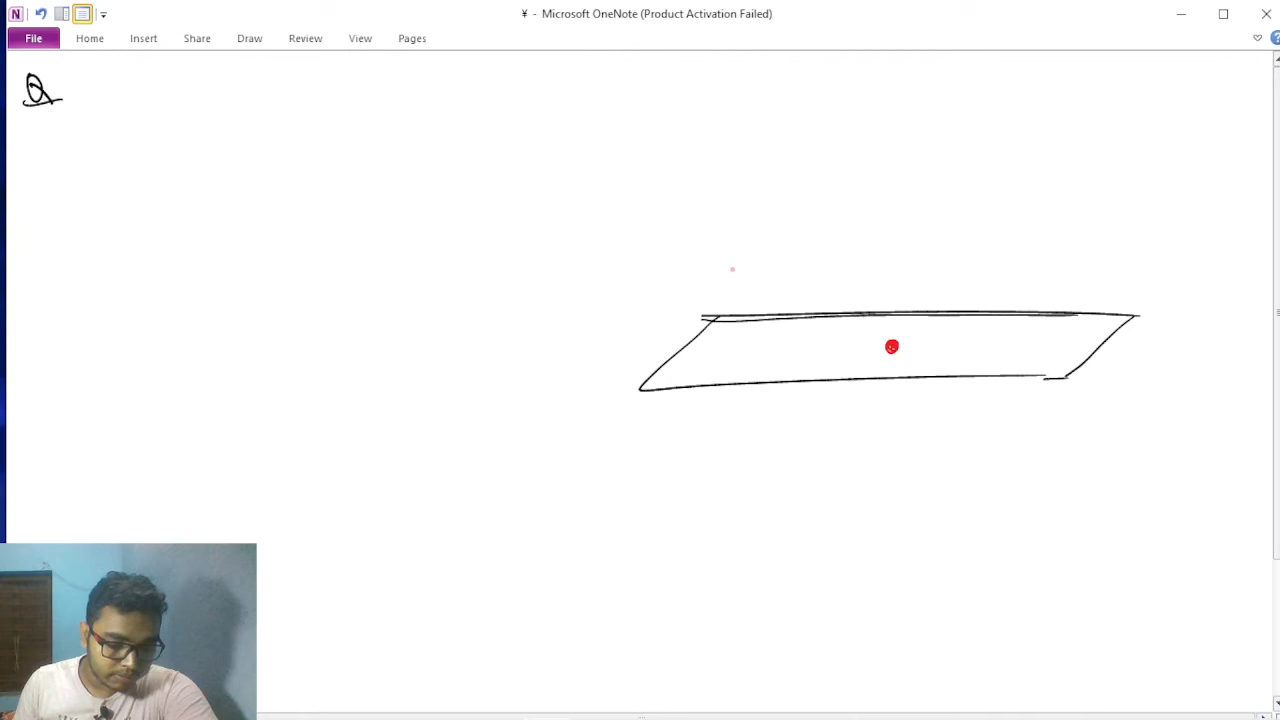 ¥ - Microsoft OneNote (Product Activation Failed)
File Home Insert Share Draw Review View Pages
Q